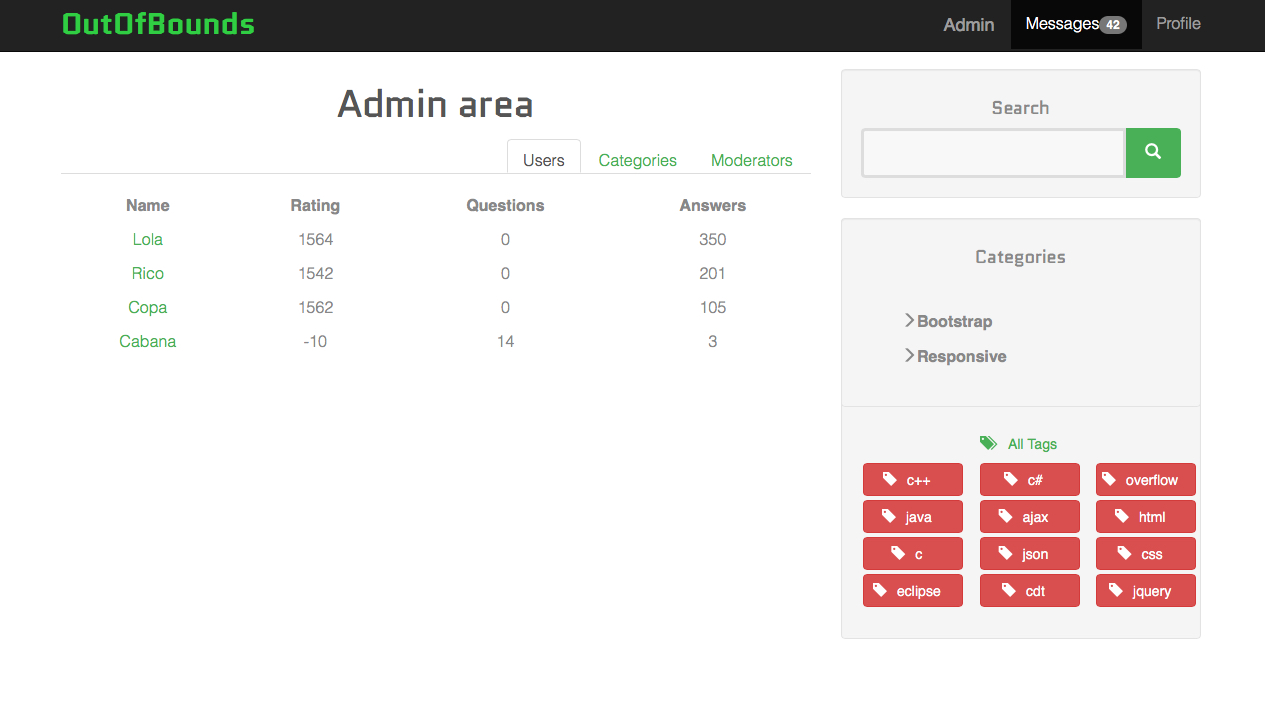 OutOfBounds
Admin Messages 42 Profile
Admin area
Users Categories Moderators
Name Rating Questions Answers
Lola 1564 0 350
Rico 1542 0 201
Copa 1562 0 105
Cabana -10 14 3
Search
Categories
Bootstrap
Responsive
All Tags
c++ c# overflow
java ajax html
c json css
eclipse cdt jquery